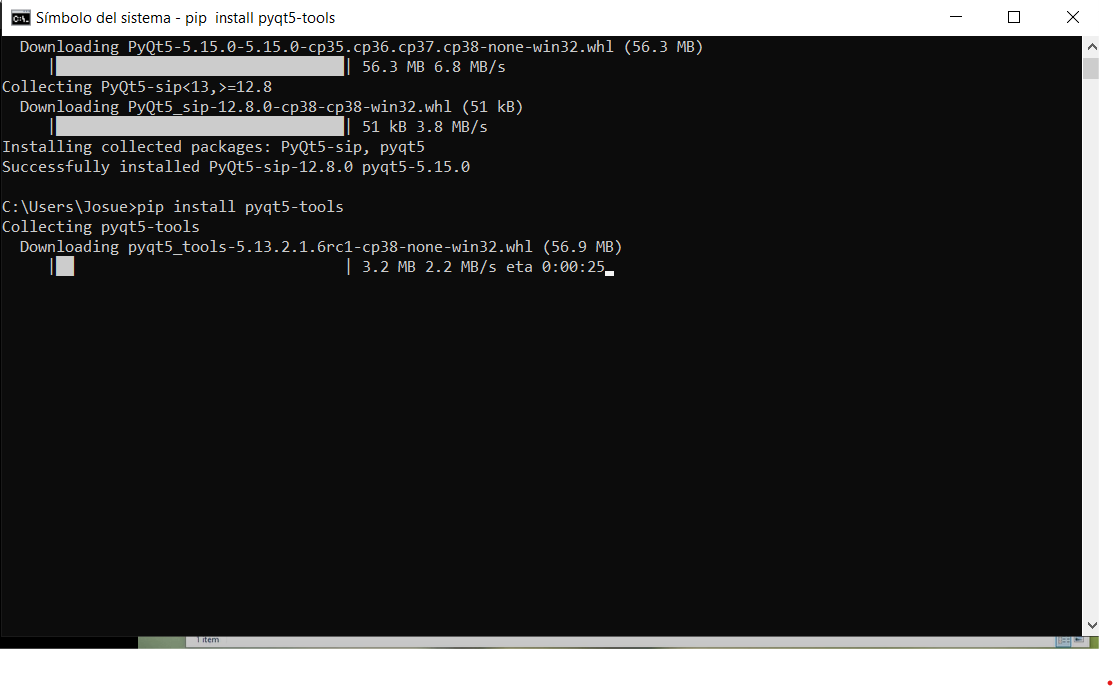 Símbolo del sistema - pip  install pyqt5-tools
Downloading PyQt5-5.15.0-5.15.0-cp35.cp36.cp37.cp38-none-win32.whl (56.3 MB)
| | 56.3 MB 6.8 MB/s
Collecting PyQt5-sip<13,>=12.8
Downloading PyQt5_sip-12.8.0-cp38-cp38-win32.whl (51 kB)
| | 51 kB 3.8 MB/s
Installing collected packages: PyQt5-sip, pyqt5
Successfully installed PyQt5-sip-12.8.0 pyqt5-5.15.0
C:\Users\Josue>pip install pyqt5-tools
Collecting pyqt5-tools
Downloading pyqt5_tools-5.13.2.1.6rc1-cp38-none-win32.whl (56.9 MB)
| | 3.2 MB 2.2 MB/s eta 0:00:25
1 item